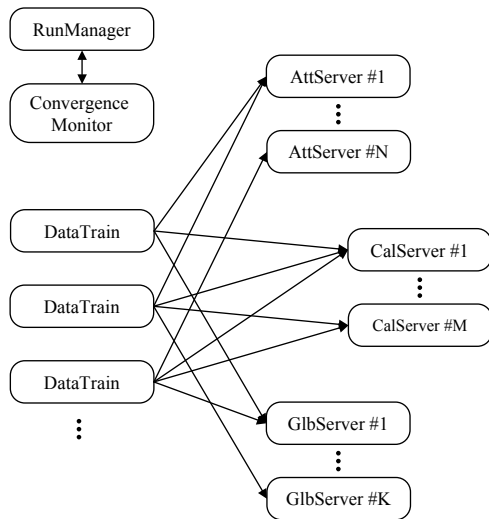 RunManager
Convergence
Monitor
AttServer #1
AttServer #N
DataTrain
CalServer #1
DataTrain
CalServer #M
DataTrain
GlbServer #1
GlbServer #K